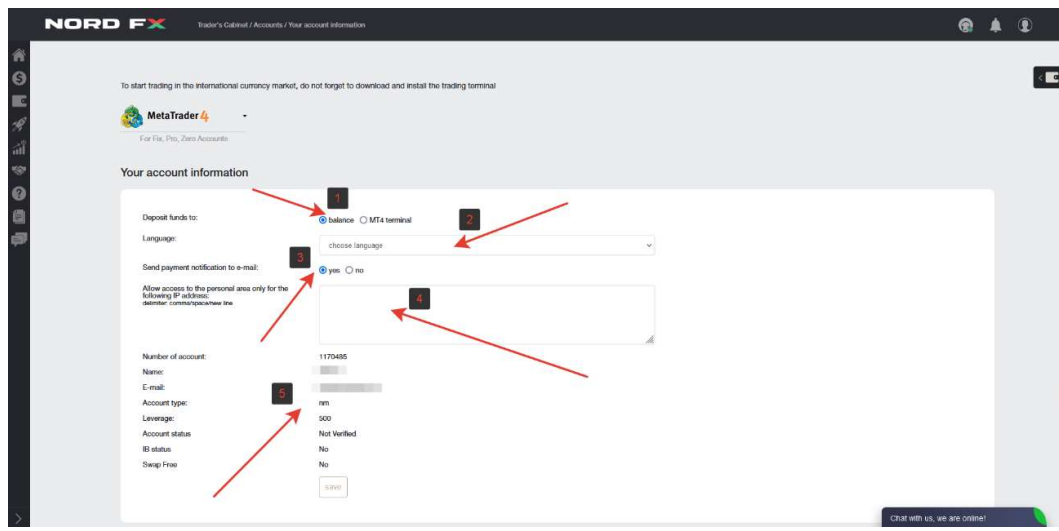 NORD FX
Trader's Cabinet / Accounts / Your account information
To start trading in the international currency market, do not forget to download and install the trading terminal
MetaTrader 4
For Fix, Pro, Zero Accounts
Your account information
1
Deposit funds to: balance MT4 terminal
2
Language: choose language
3
Send payment notification to e-mail: yes no
Allow access to the personal area only for the
following IP address:
delimiter: comma/space/new line
4
Number of account: 1170485
Name:
E-mail:
5
Account type: nm
Leverage: 500
Account status Not Verified
IB status No
Swap Free No
save
Chat with us, we are online!